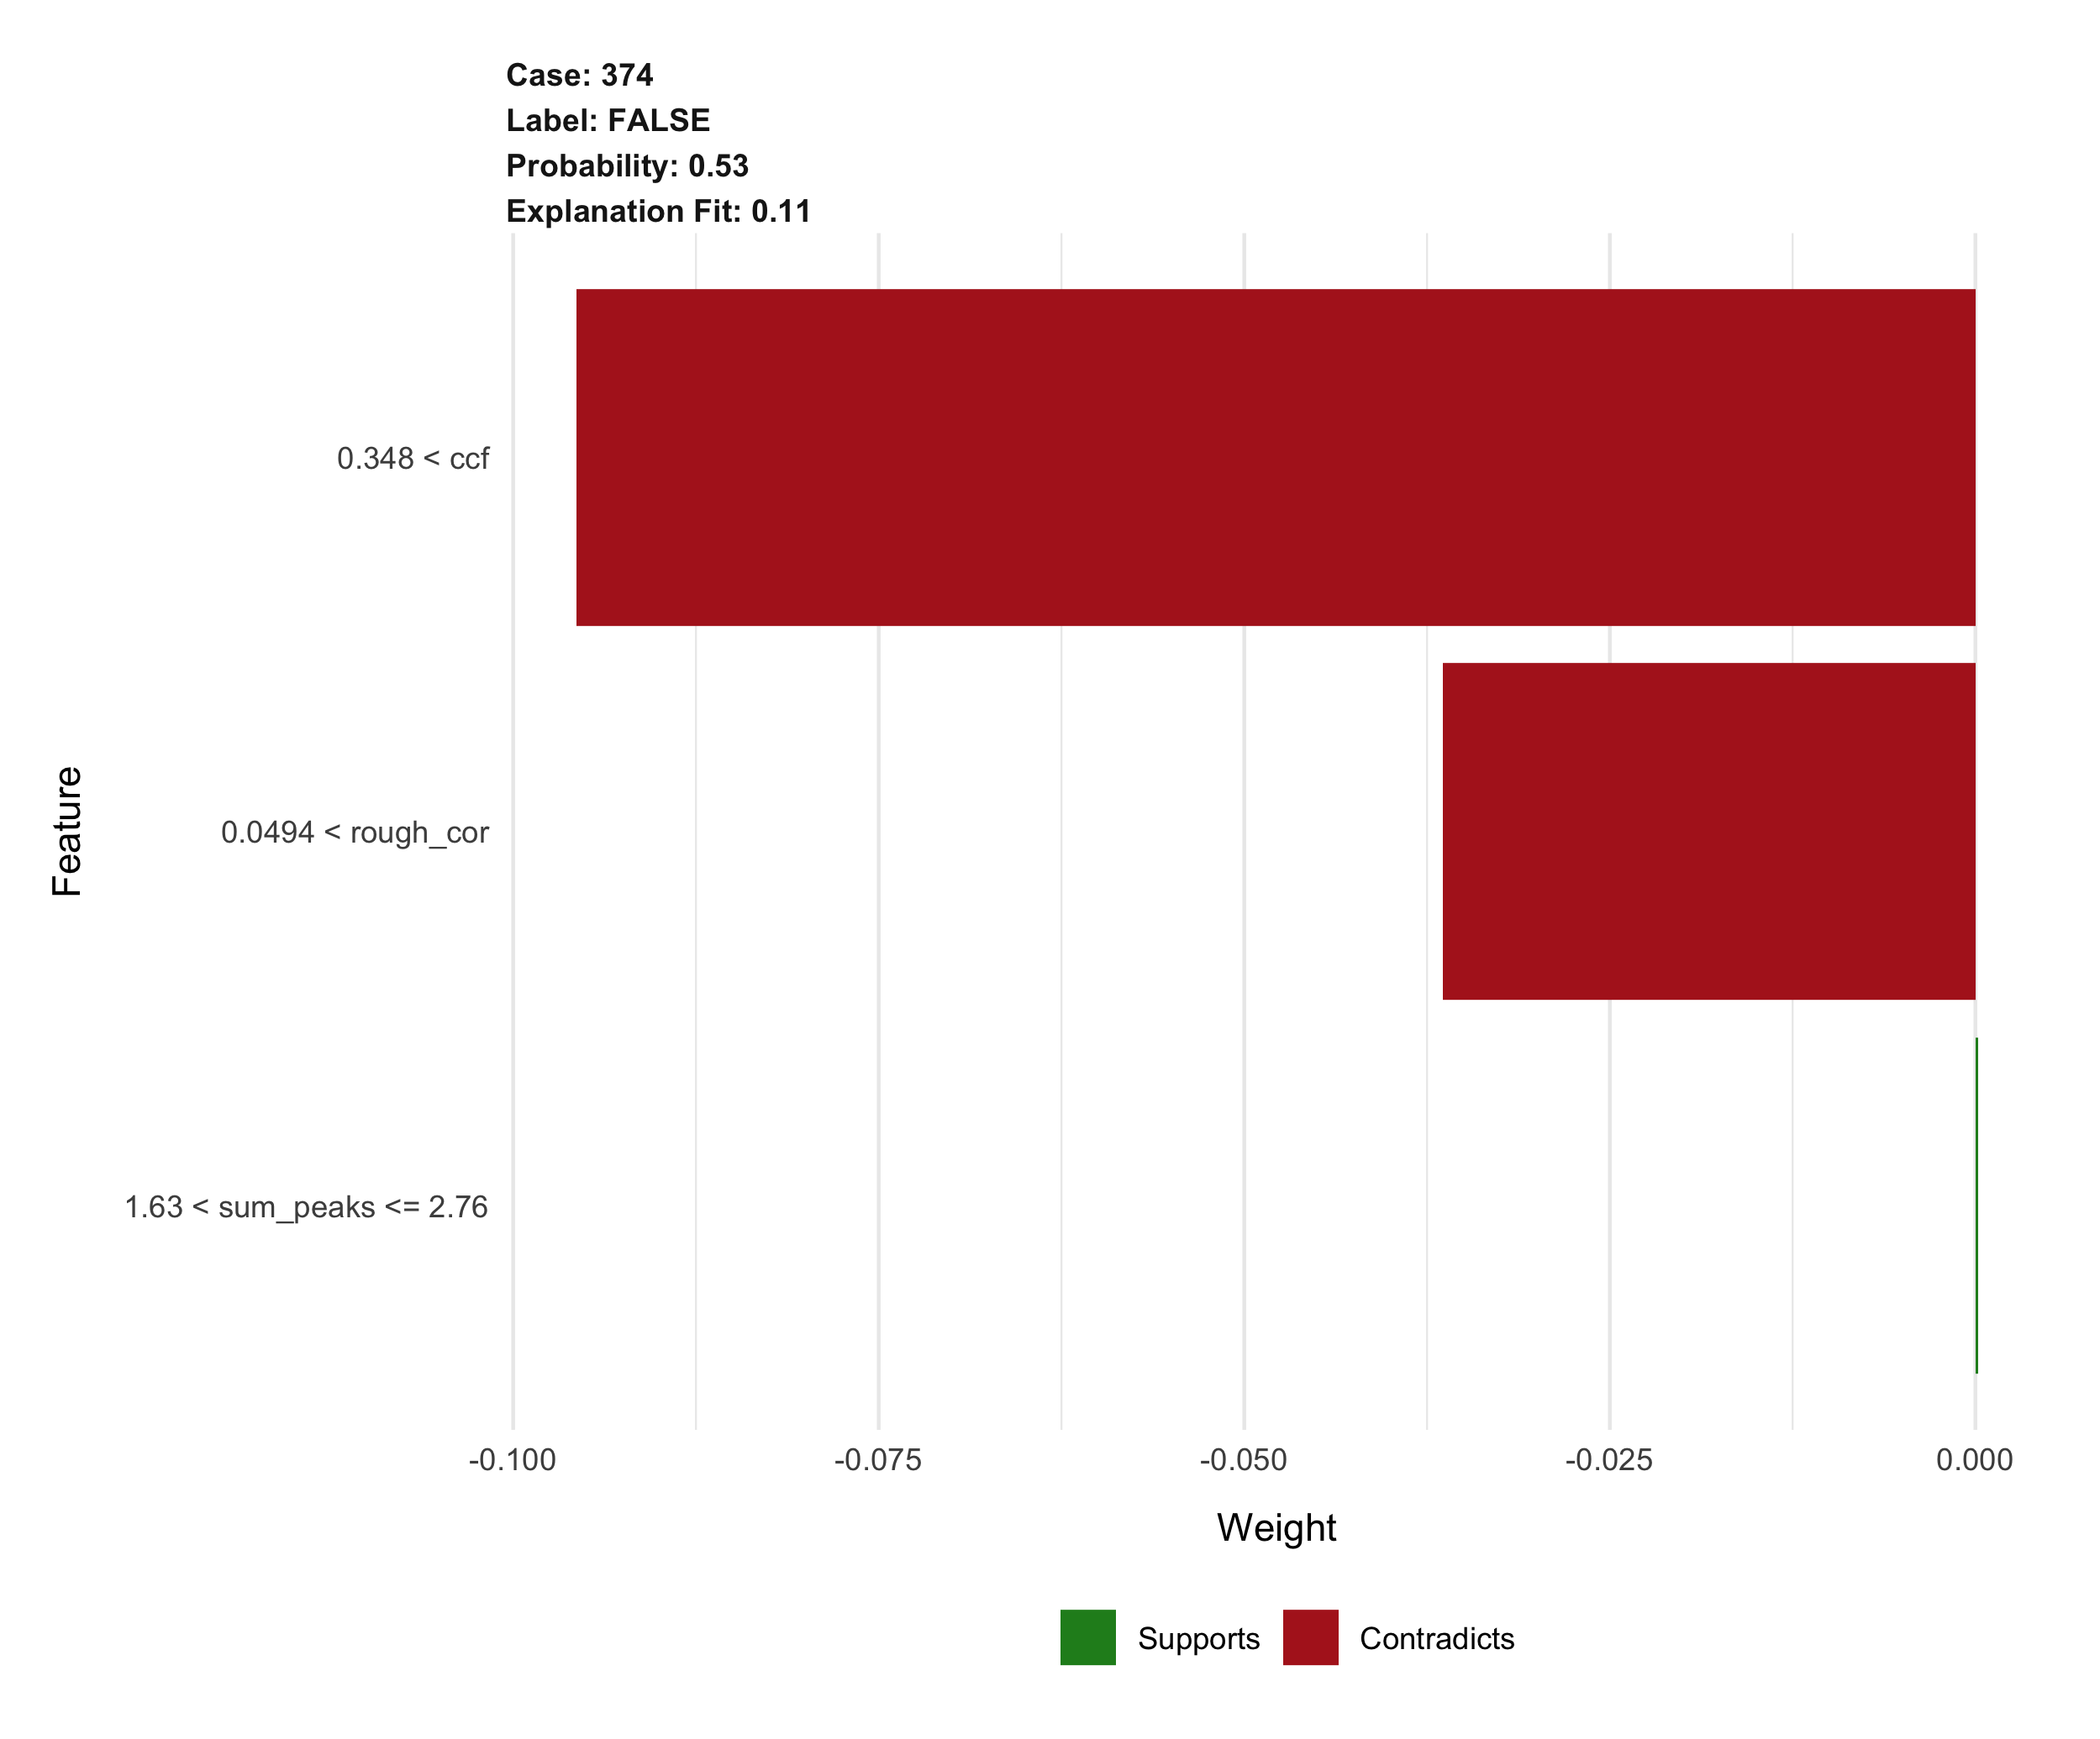 Case: 374
Label: FALSE
Probability: 0.53
Explanation Fit: 0.11
0.348 < ccf
0.0494 < rough_cor
1.63 < sum_peaks <= 2.76
Feature
-0.100 -0.075 -0.050 -0.025 0.000
Weight
Supports Contradicts